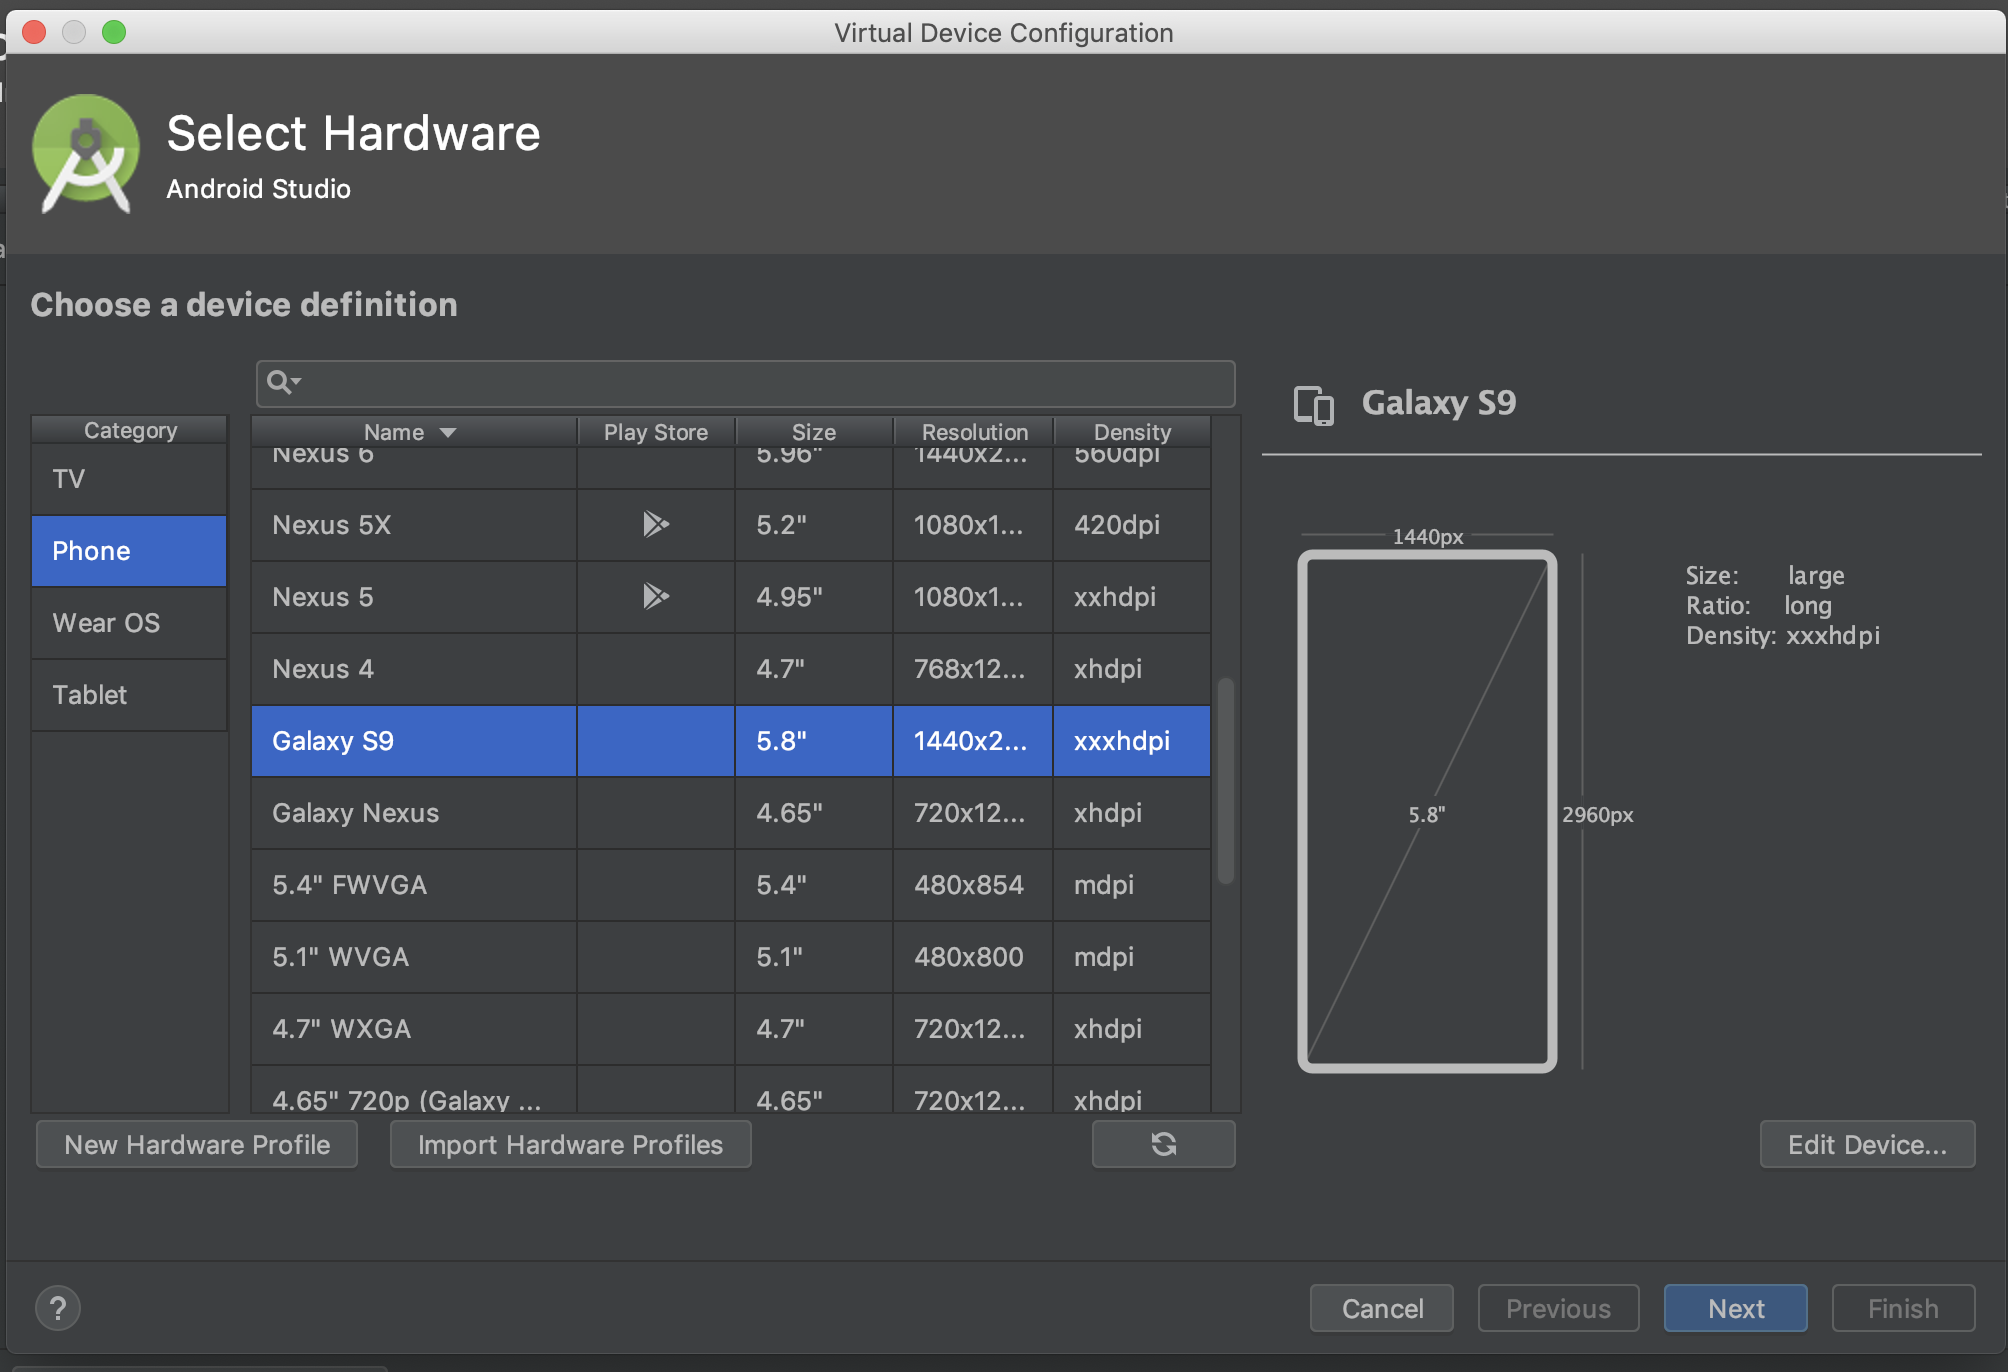 Virtual Device Configuration
Select Hardware
Android Studio
Choose a device definition
Category
TV
Phone
Wear OS
Tablet
Name Play Store Size Resolution Density
Nexus 6 5.96" 1440x2... 560dpi
Nexus 5X 5.2" 1080x1... 420dpi
Nexus 5 4.95" 1080x1... xxhdpi
Nexus 4 4.7" 768x12... xhdpi
Galaxy S9 5.8" 1440x2... xxxhdpi
Galaxy Nexus 4.65" 720x12... xhdpi
5.4" FWVGA 5.4" 480x854 mdpi
5.1" WVGA 5.1" 480x800 mdpi
4.7" WXGA 4.7" 720x12... xhdpi
4.65" 720p (Galaxy ... 4.65" 720x12... xhdpi
Galaxy S9
1440px
5.8"
2960px
Size: large
Ratio: long
Density: xxxhdpi
New Hardware Profile
Import Hardware Profiles
Edit Device...
?
Cancel
Previous
Next
Finish